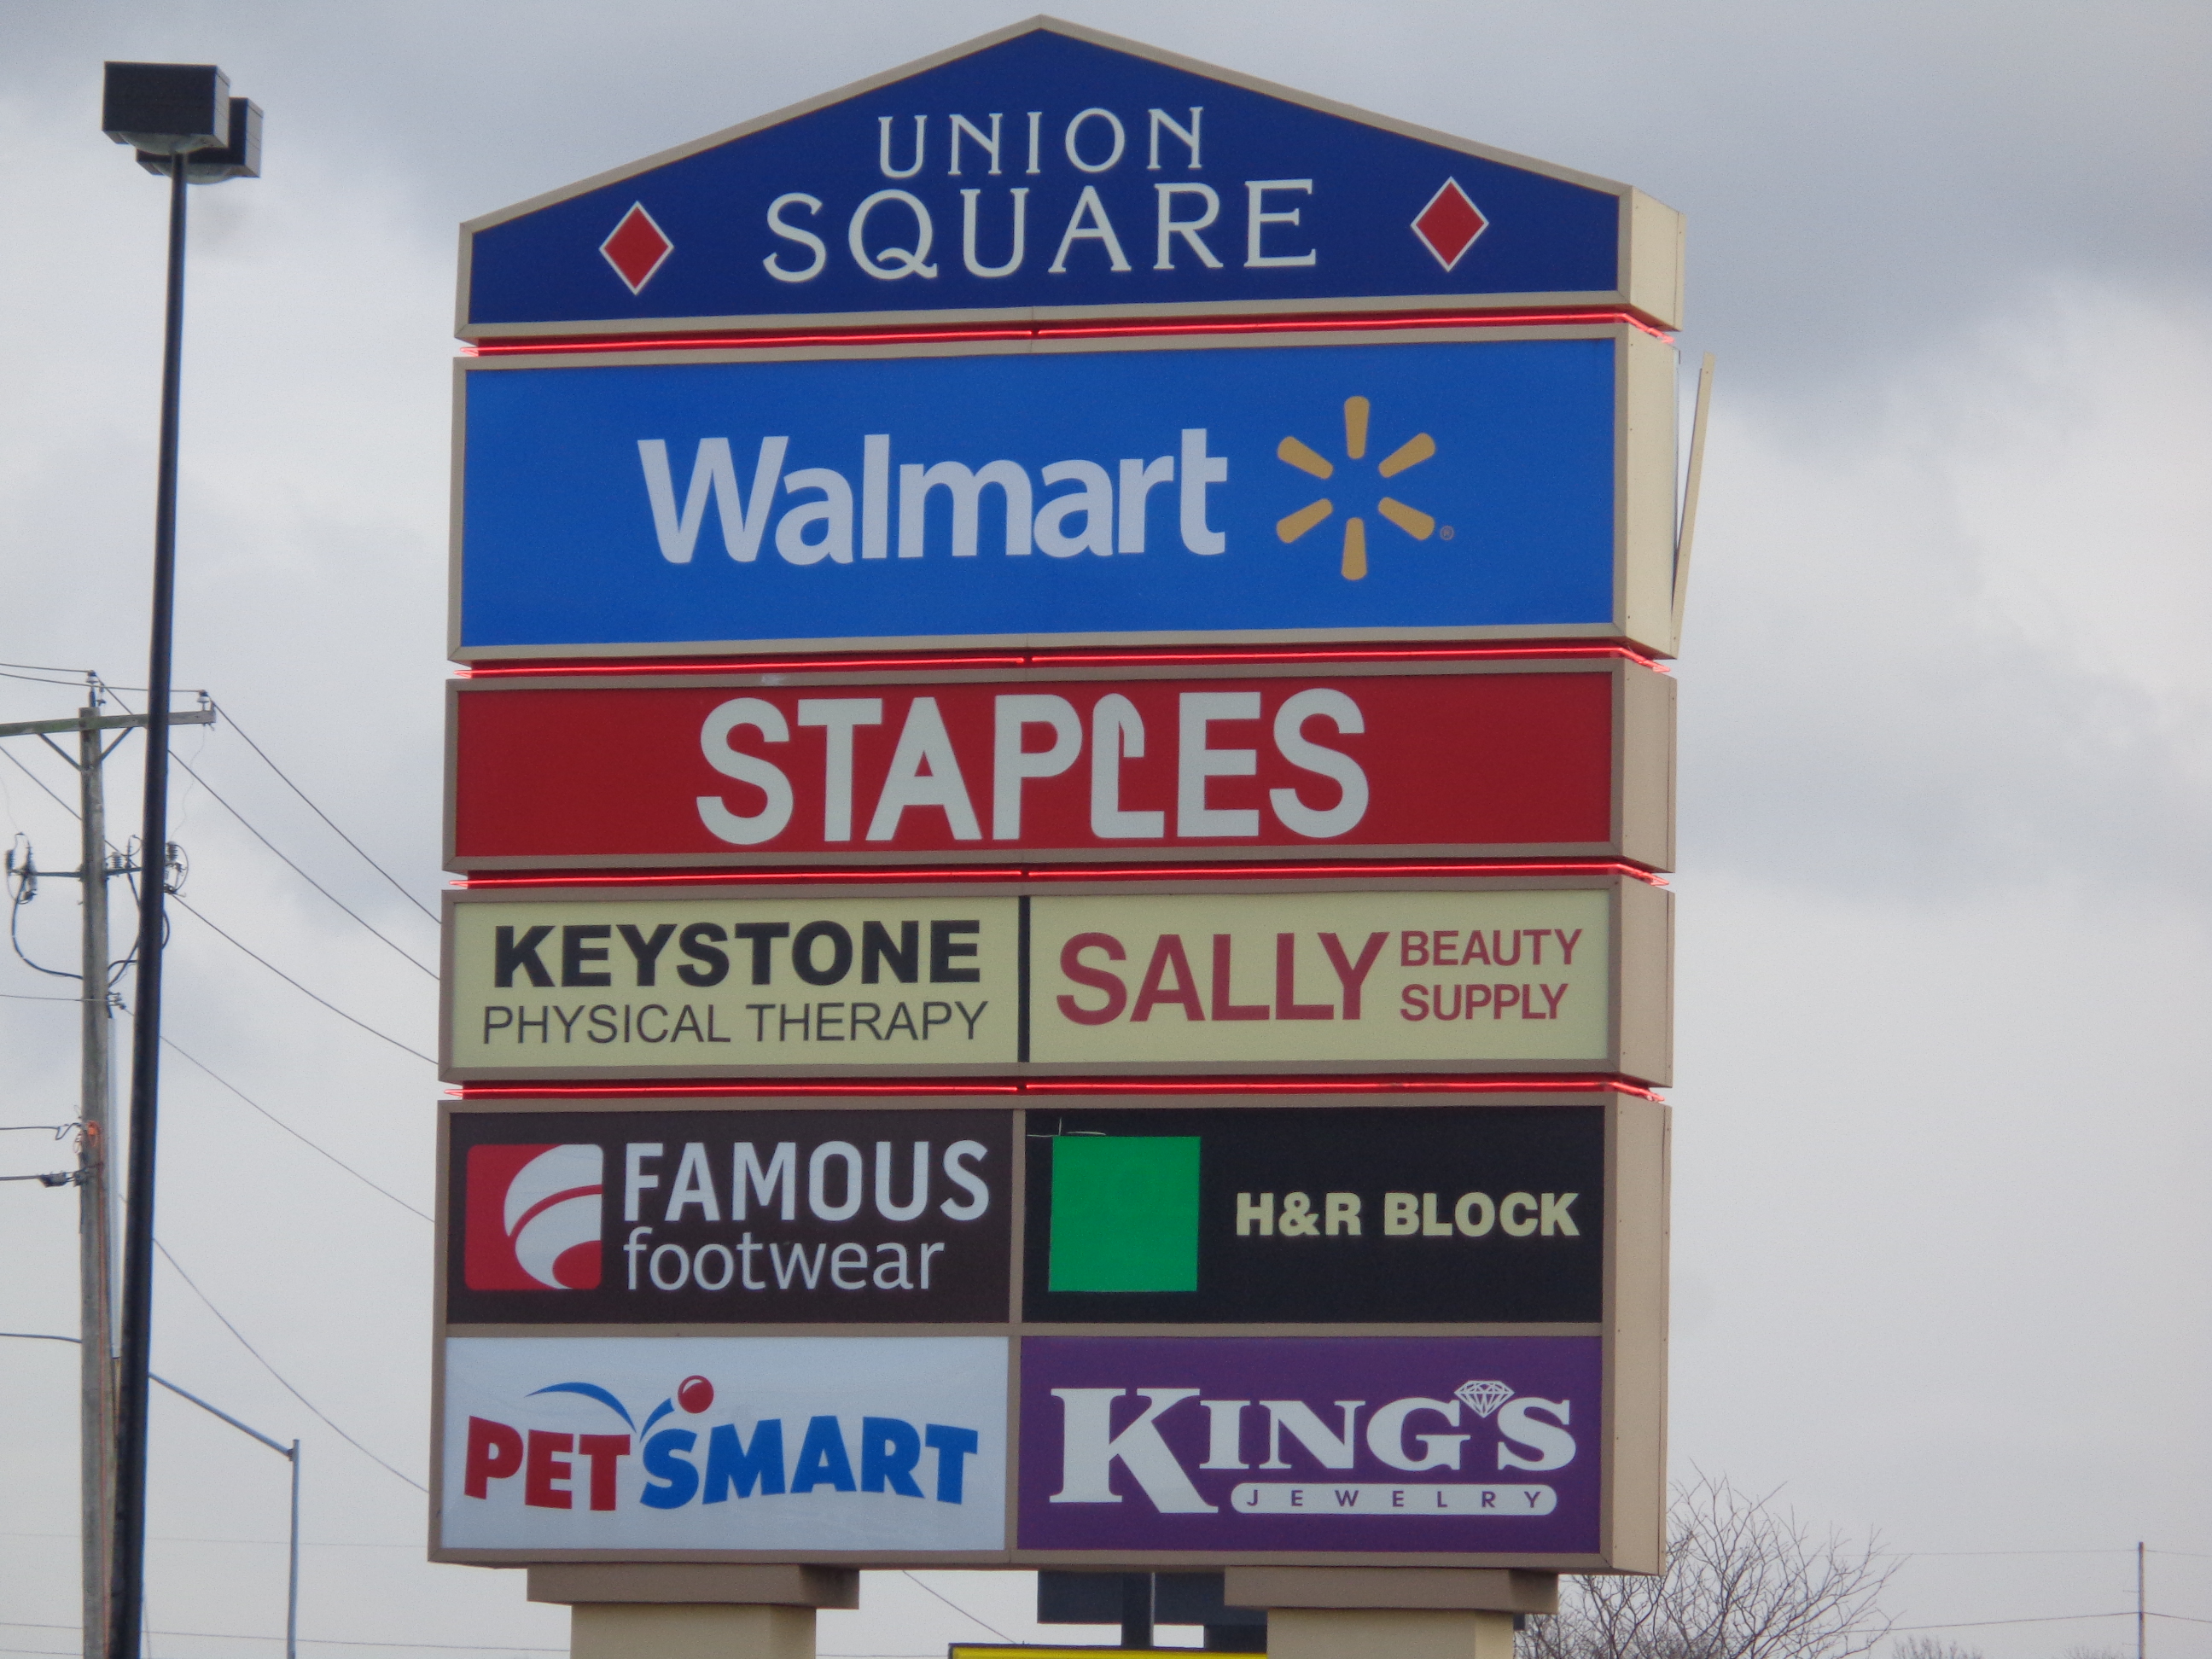 UNION
SQUARE
Walmart
STAPLES
KEYSTONE
PHYSICAL THERAPY
SALLY BEAUTY
SUPPLY
FAMOUS
footwear
H&R BLOCK
PETSMART
KING'S
JEWELRY